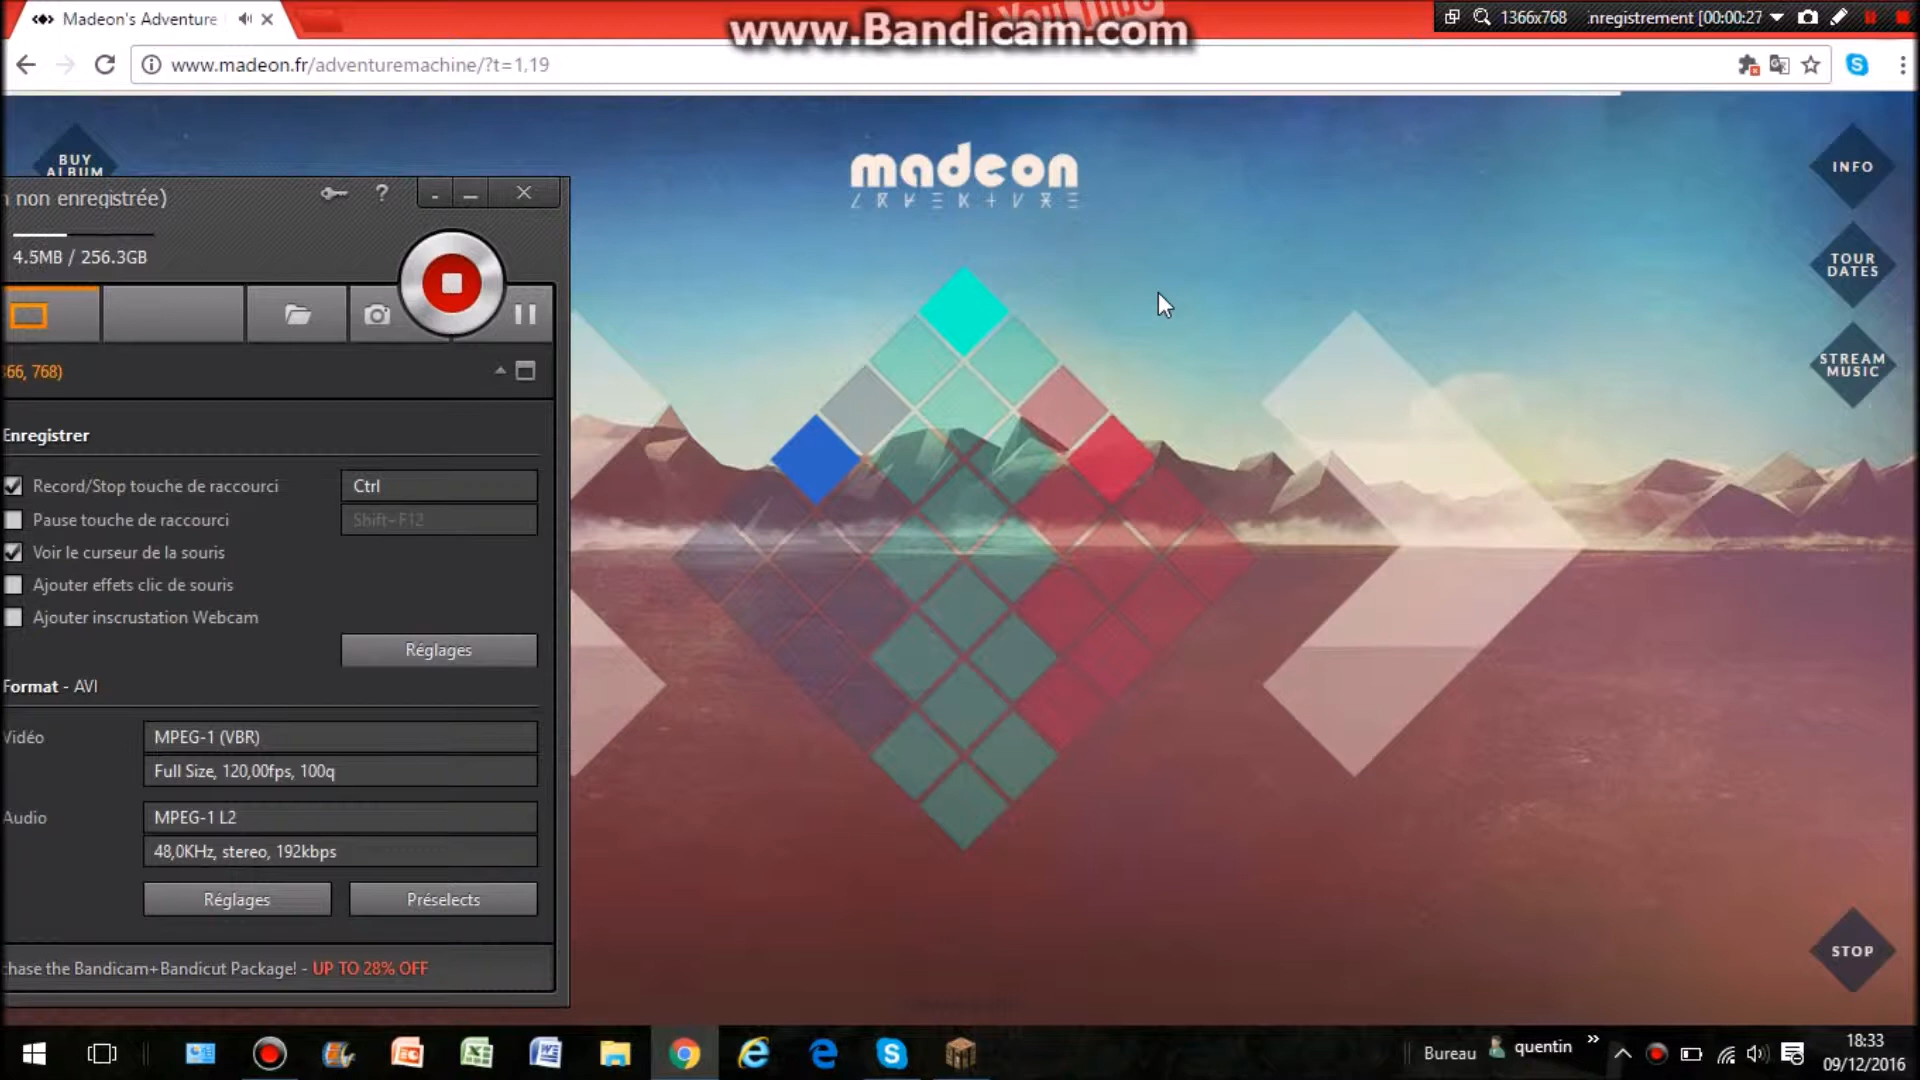 Madeon's Adventure
www.Bandicam.com
1366x768
nregistrement [00:00:27
www.madeon.fr/adventuremachine/?t=1,19
BUY
ALBUM
madeon
INFO
TOUR
DATES
STREAM
MUSIC
STOP
non enregistrée)
4.5MB / 256.3GB
66, 768)
Enregistrer
Record/Stop touche de raccourci
Ctrl
Pause touche de raccourci
Shift+F12
Voir le curseur de la souris
Ajouter effets clic de souris
Ajouter inscrustation Webcam
Réglages
Format - AVI
Vidéo
MPEG-1 (VBR)
Full Size, 120,00fps, 100q
Audio
MPEG-1 L2
48,0KHz, stereo, 192kbps
Réglages
Préselects
chase the Bandicam+Bandicut Package! - UP TO 28% OFF
Bureau
quentin
18:33
09/12/2016